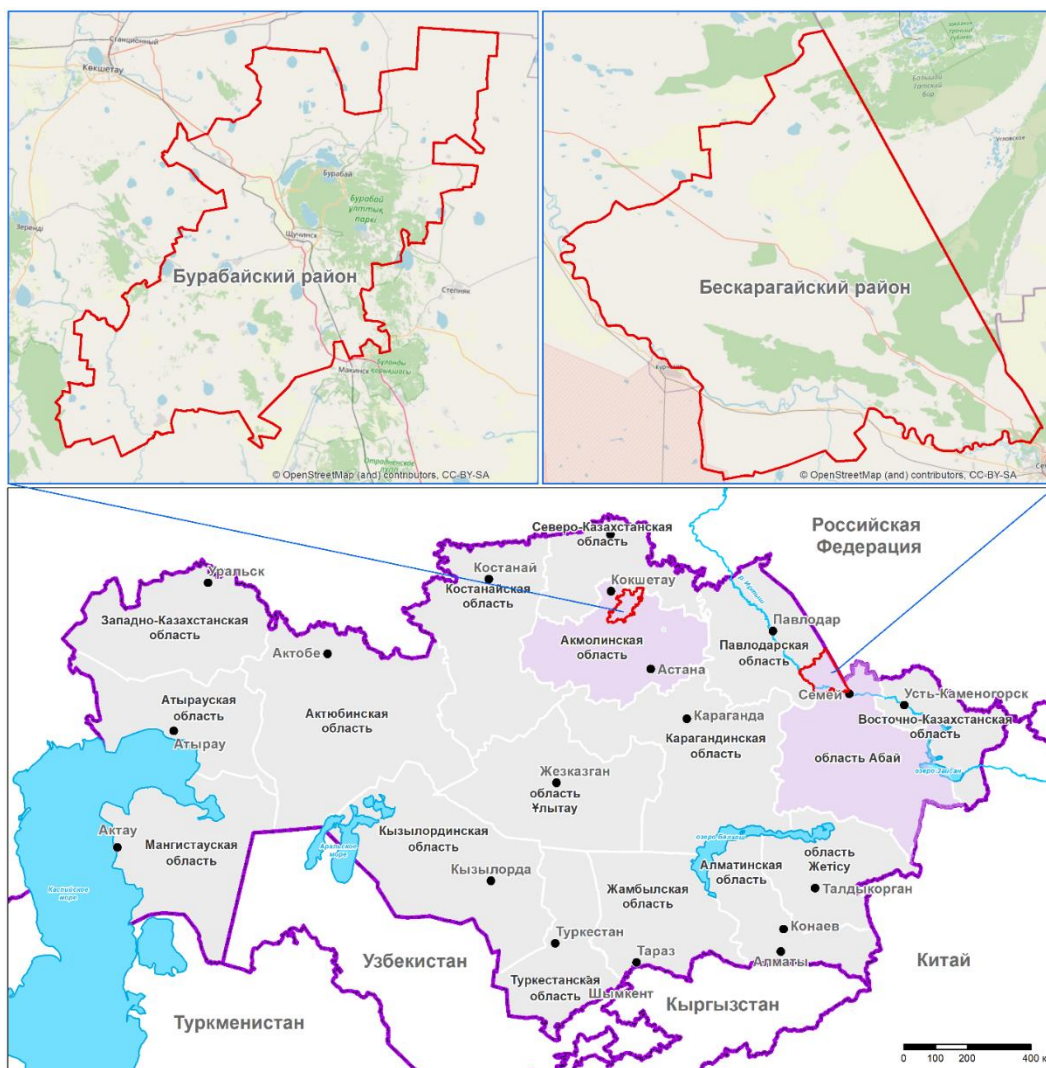 Станционный
Көкшетау
Бурабай
Бурабай
ұлттық
паркі
Щучинск
Зеренді
Бурабайский район
Степняк
Макинск
Буланды
© OpenStreetMap (and) contributors, CC-BY-SA
Бескарагайский район
© OpenStreetMap (and) contributors, CC-BY-SA
Российская
Федерация
Северо-Казахстанская
область
Костанай
Костанайская
область
Кокшетау
Уральск
Западно-Казахстанская
область
р. Иртыш
Павлодар
Павлодарская
область
Акмолинская
область
Астана
Актобе
Семей
Усть-Каменогорск
Восточно-Казахстанская
область
Атырауская
область
Атырау
Актюбинская
область
Караганда
Карагандинская
область
область Абай
озеро Зайсан
Жезказган
область
Ұлытау
Актау
Мангистауская
область
Каспийское
море
Аральское
море
Кызылординская
область
Кызылорда
озеро Балхаш
Алматинская
область
область
Жетісу
Талдыкорган
Жамбылская
область
Конаев
Алматы
Туркестан
Тараз
Туркестанская
область
Шымкент
Узбекистан
Кыргызстан
Китай
Туркменистан
0 100 200 400 к